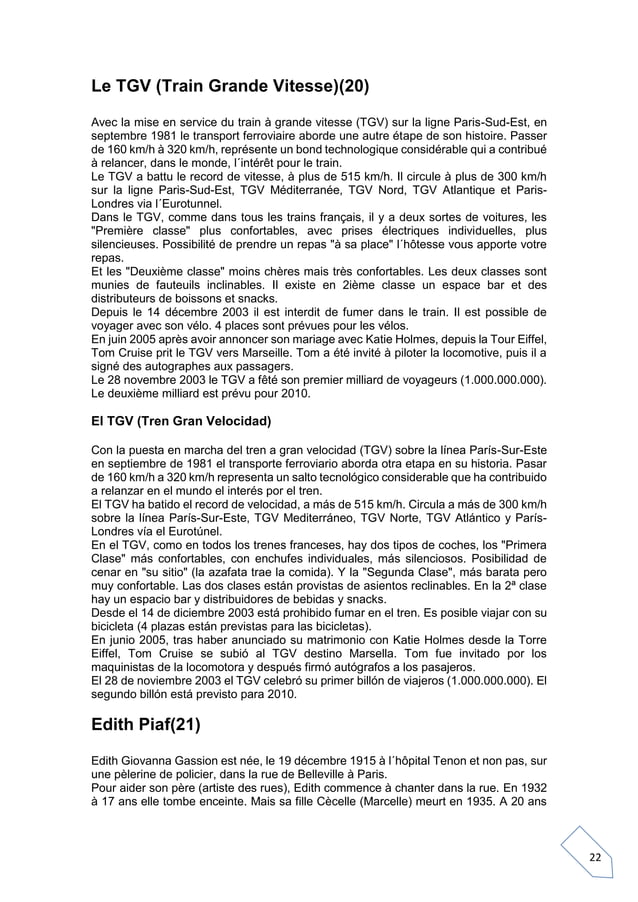 Le TGV (Train Grande Vitesse)(20)
Avec la mise en service du train à grande vitesse (TGV) sur la ligne Paris-Sud-Est, en
septembre 1981 le transport ferroviaire aborde une autre étape de son histoire. Passer
de 160 km/h à 320 km/h, représente un bond technologique considérable qui a contribué
à relancer, dans le monde, l´intérêt pour le train.
Le TGV a battu le record de vitesse, à plus de 515 km/h. Il circule à plus de 300 km/h
sur la ligne Paris-Sud-Est, TGV Méditerranée, TGV Nord, TGV Atlantique et Paris-
Londres via l´Eurotunnel.
Dans le TGV, comme dans tous les trains français, il y a deux sortes de voitures, les
"Première classe" plus confortables, avec prises électriques individuelles, plus
silencieuses. Possibilité de prendre un repas "à sa place" l´hôtesse vous apporte votre
repas.
Et les "Deuxième classe" moins chères mais très confortables. Les deux classes sont
munies de fauteuils inclinables. Il existe en 2ième classe un espace bar et des
distributeurs de boissons et snacks.
Depuis le 14 décembre 2003 il est interdit de fumer dans le train. Il est possible de
voyager avec son vélo. 4 places sont prévues pour les vélos.
En juin 2005 après avoir annoncer son mariage avec Katie Holmes, depuis la Tour Eiffel,
Tom Cruise prit le TGV vers Marseille. Tom a été invité à piloter la locomotive, puis il a
signé des autographes aux passagers.
Le 28 novembre 2003 le TGV a fêté son premier milliard de voyageurs (1.000.000.000).
Le deuxième milliard est prévu pour 2010.
El TGV (Tren Gran Velocidad)
Con la puesta en marcha del tren a gran velocidad (TGV) sobre la línea París-Sur-Este
en septiembre de 1981 el transporte ferroviario aborda otra etapa en su historia. Pasar
de 160 km/h a 320 km/h representa un salto tecnológico considerable que ha contribuido
a relanzar en el mundo el interés por el tren.
El TGV ha batido el record de velocidad, a más de 515 km/h. Circula a más de 300 km/h
sobre la línea París-Sur-Este, TGV Mediterráneo, TGV Norte, TGV Atlántico y París-
Londres vía el Eurotúnel.
En el TGV, como en todos los trenes franceses, hay dos tipos de coches, los "Primera
Clase" más confortables, con enchufes individuales, más silenciosos. Posibilidad de
cenar en "su sitio" (la azafata trae la comida). Y la "Segunda Clase", más barata pero
muy confortable. Las dos clases están provistas de asientos reclinables. En la 2ª clase
hay un espacio bar y distribuidores de bebidas y snacks.
Desde el 14 de diciembre 2003 está prohibido fumar en el tren. Es posible viajar con su
bicicleta (4 plazas están previstas para las bicicletas).
En junio 2005, tras haber anunciado su matrimonio con Katie Holmes desde la Torre
Eiffel, Tom Cruise se subió al TGV destino Marsella. Tom fue invitado por los
maquinistas de la locomotora y después firmó autógrafos a los pasajeros.
El 28 de noviembre 2003 el TGV celebró su primer billón de viajeros (1.000.000.000). El
segundo billón está previsto para 2010.
Edith Piaf(21)
Edith Giovanna Gassion est née, le 19 décembre 1915 à l´hôpital Tenon et non pas, sur
une pèlerine de policier, dans la rue de Belleville à Paris.
Pour aider son père (artiste des rues), Edith commence à chanter dans la rue. En 1932
à 17 ans elle tombe enceinte. Mais sa fille Cècelle (Marcelle) meurt en 1935. A 20 ans
22